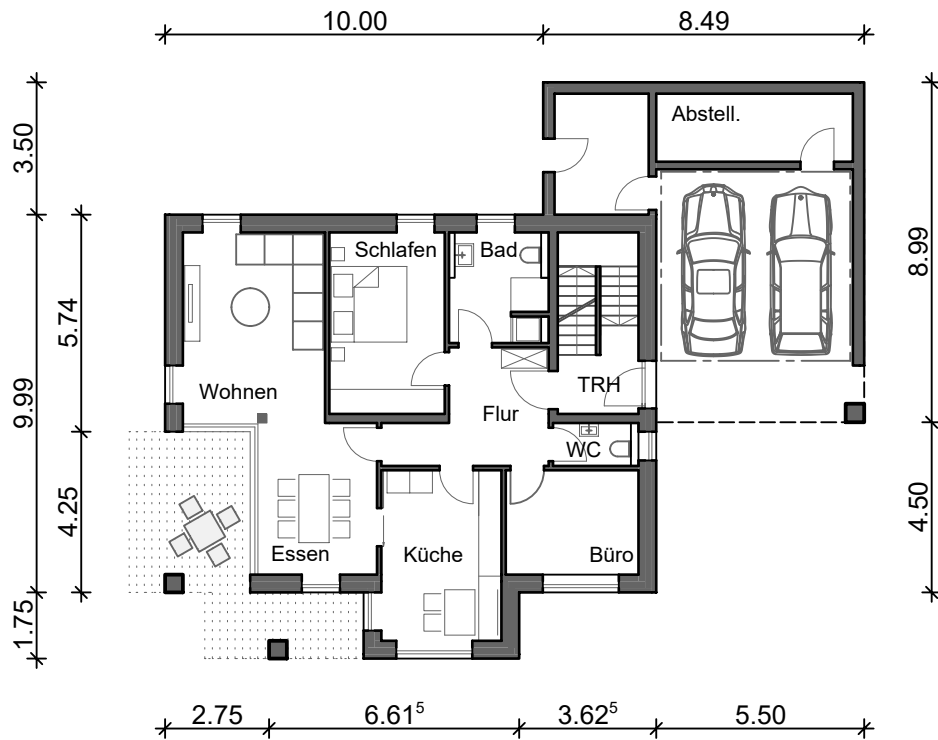 10.00
8.49
3.50
9.99
5.74
4.25
1.75
8.99
4.50
Abstell.
Schlafen
Bad
Wohnen
TRH
Flur
WC
Essen
Küche
Büro
2.75
6.61⁵
3.62⁵
5.50